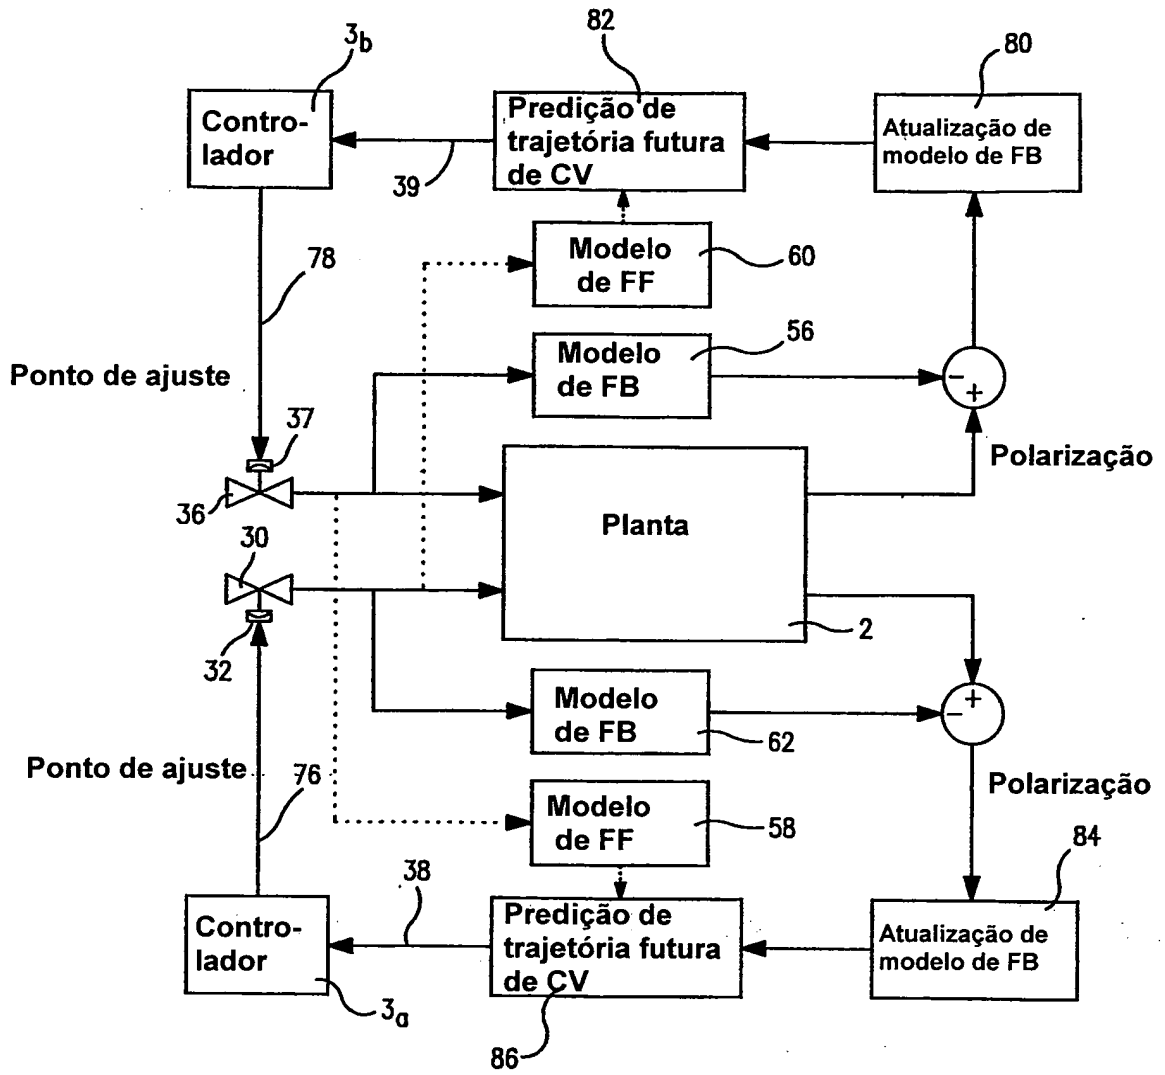 82
80
3b
Contro-
lador
Predição de
trajetória futura
de CV
Atualização de
modelo de FB
39
Modelo
de FF
60
78
56
Modelo
de FB
Ponto de ajuste
-
+
37
Polarização
36
Planta
30
2
32
Modelo
de FB
62
+
-
Ponto de ajuste
76
Polarização
Modelo
de FF
58
84
38
Contro-
lador
Predição de
trajetória futura
de CV
Atualização de
modelo de FB
3a
86